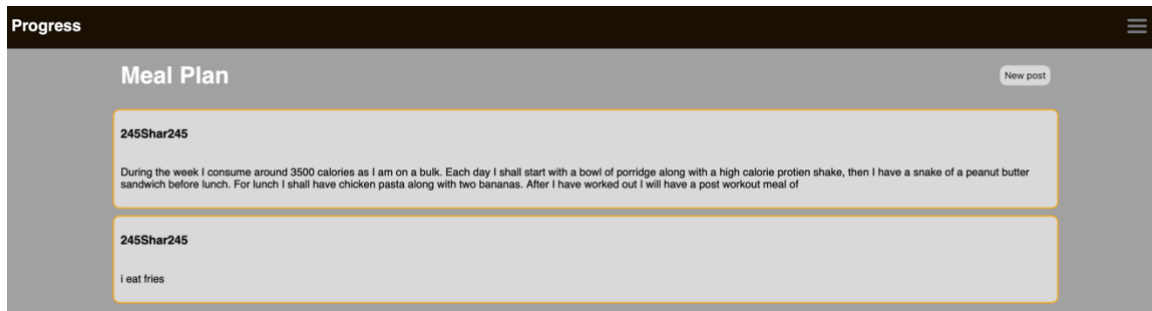 Progress
Meal Plan
New post
245Shar245
During the week I consume around 3500 calories as I am on a bulk. Each day I shall start with a bowl of porridge along with a high calorie protien shake, then I have a snake of a peanut butter
sandwich before lunch. For lunch I shall have chicken pasta along with two bananas. After I have worked out I will have a post workout meal of
245Shar245
i eat fries